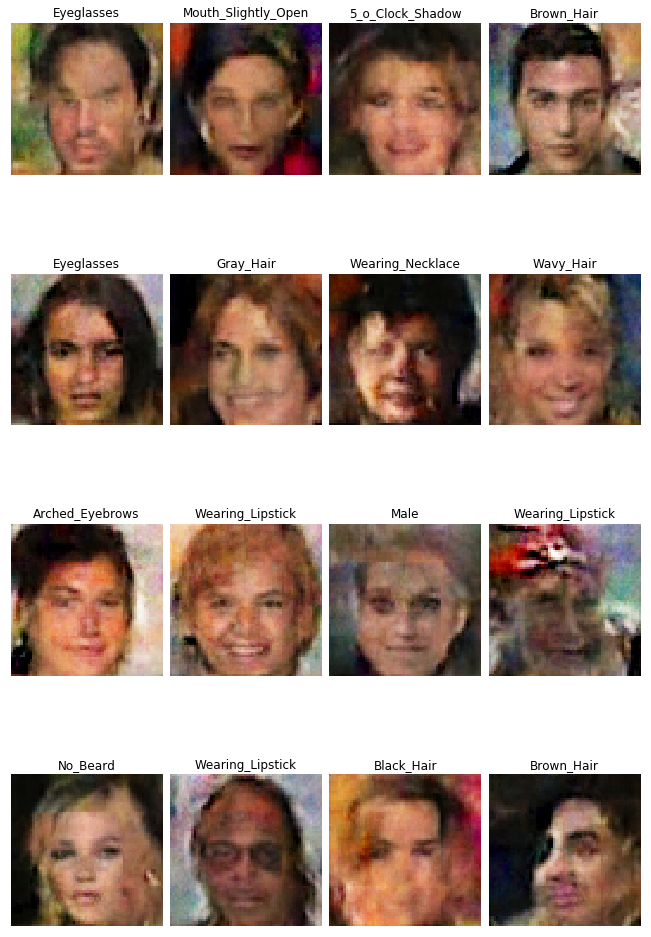 Eyeglasses Mouth_Slightly_Open 5_o_Clock_Shadow Brown_Hair
Eyeglasses Gray_Hair Wearing_Necklace Wavy_Hair
Arched_Eyebrows Wearing_Lipstick Male Wearing_Lipstick
No_Beard Wearing_Lipstick Black_Hair Brown_Hair